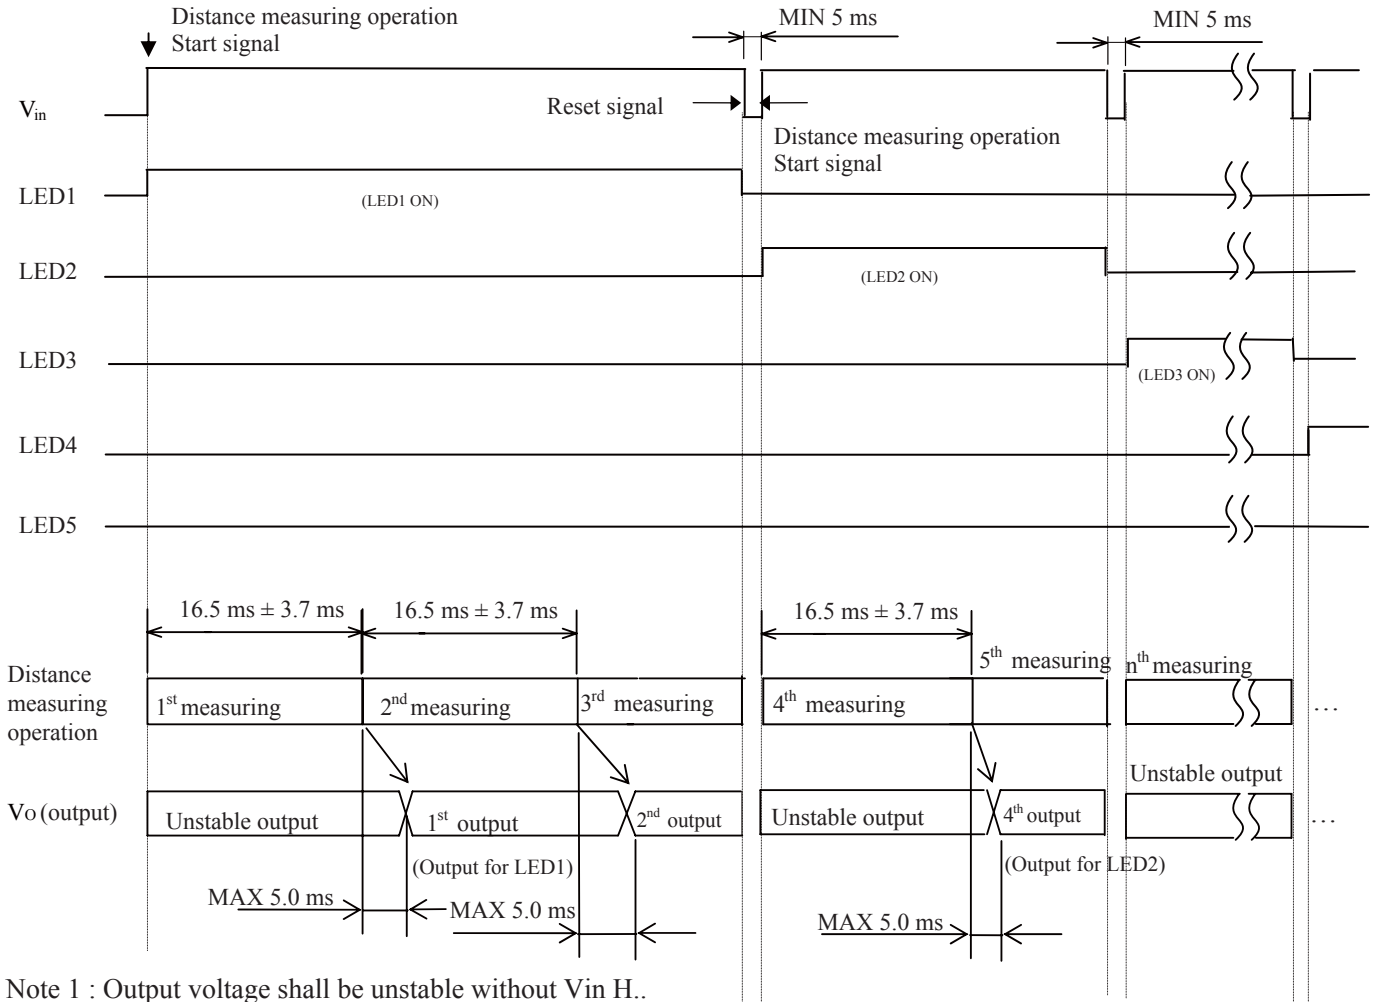 Distance measuring operation
Start signal
MIN 5 ms
MIN 5 ms
Vin
Reset signal
Distance measuring operation
Start signal
LED1
(LED1 ON)
LED2
(LED2 ON)
LED3
(LED3 ON)
LED4
LED5
16.5 ms ± 3.7 ms
16.5 ms ± 3.7 ms
16.5 ms ± 3.7 ms
Distance
measuring
operation
1st measuring
2nd measuring
3rd measuring
4th measuring
5th measuring
nth measuring
...
Vo (output)
Unstable output
1st output
2nd output
Unstable output
4th output
Unstable output
...
(Output for LED1)
(Output for LED2)
MAX 5.0 ms
MAX 5.0 ms
MAX 5.0 ms
Note 1 : Output voltage shall be unstable without Vin H..